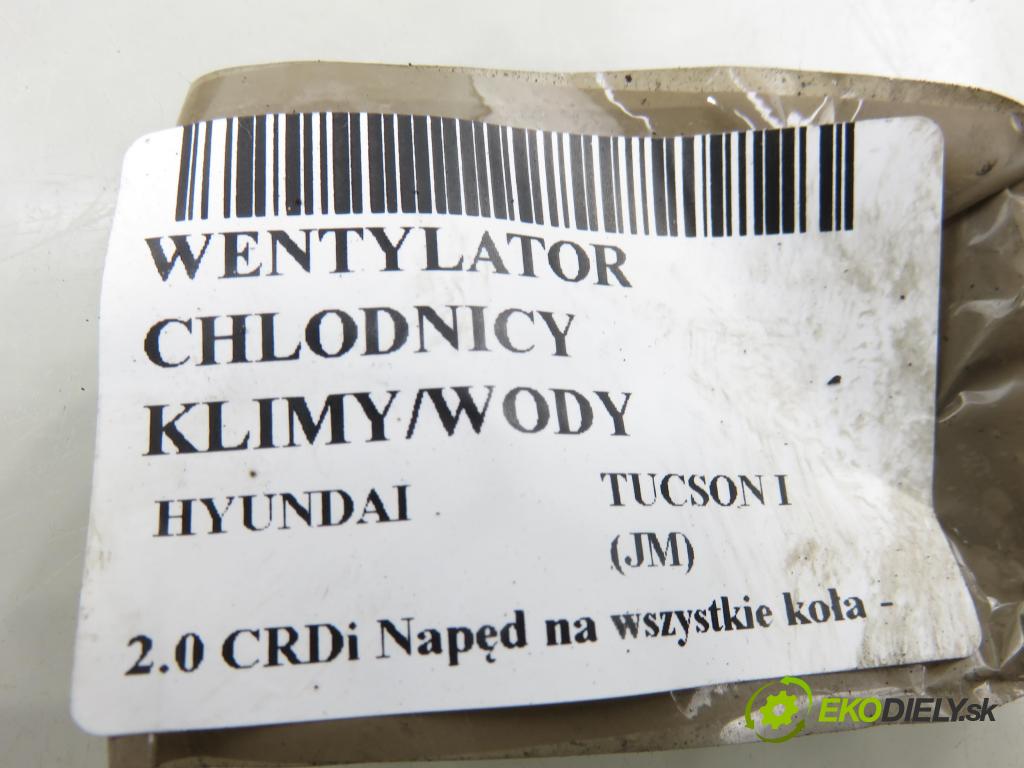 WENTYLATOR
CHLODNICY
KLIMY/WODY
HYUNDAI TUCSON I
(JM)
2.0 CRDi Napęd na wszystkie koła -
EKODIELY.sk